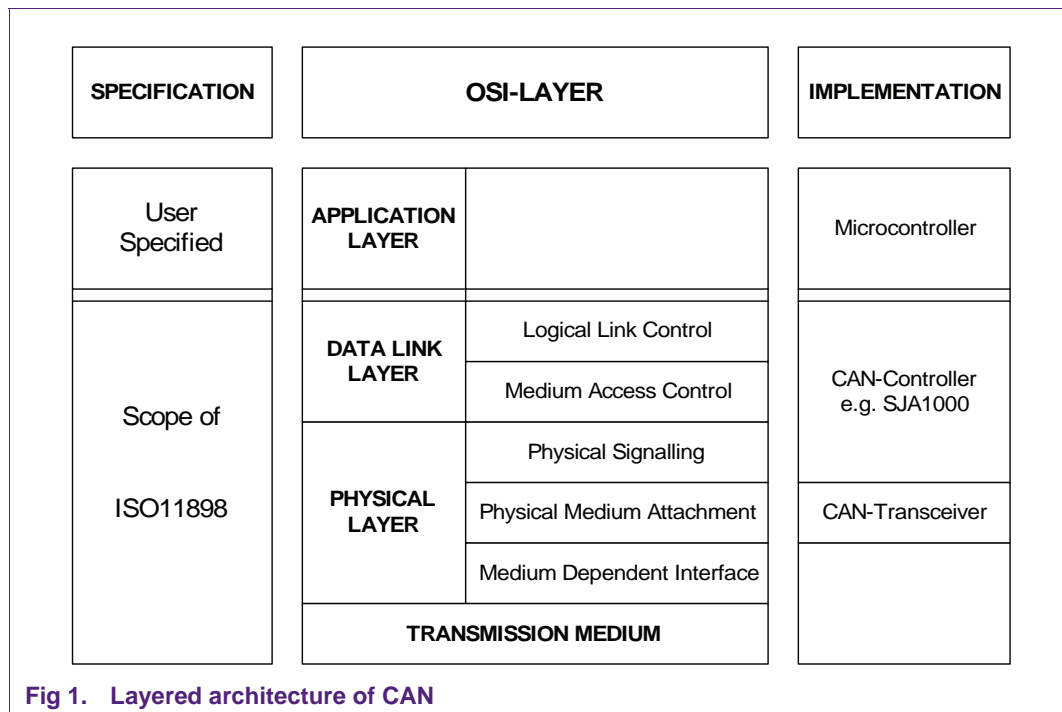 SPECIFICATION
OSI-LAYER
IMPLEMENTATION
User
Specified
APPLICATION
LAYER
Microcontroller
Scope of
ISO11898
DATA LINK
LAYER
Logical Link Control
Medium Access Control
PHYSICAL
LAYER
Physical Signalling
Physical Medium Attachment
Medium Dependent Interface
TRANSMISSION MEDIUM
CAN-Controller
e.g. SJA1000
CAN-Transceiver
Fig 1. Layered architecture of CAN